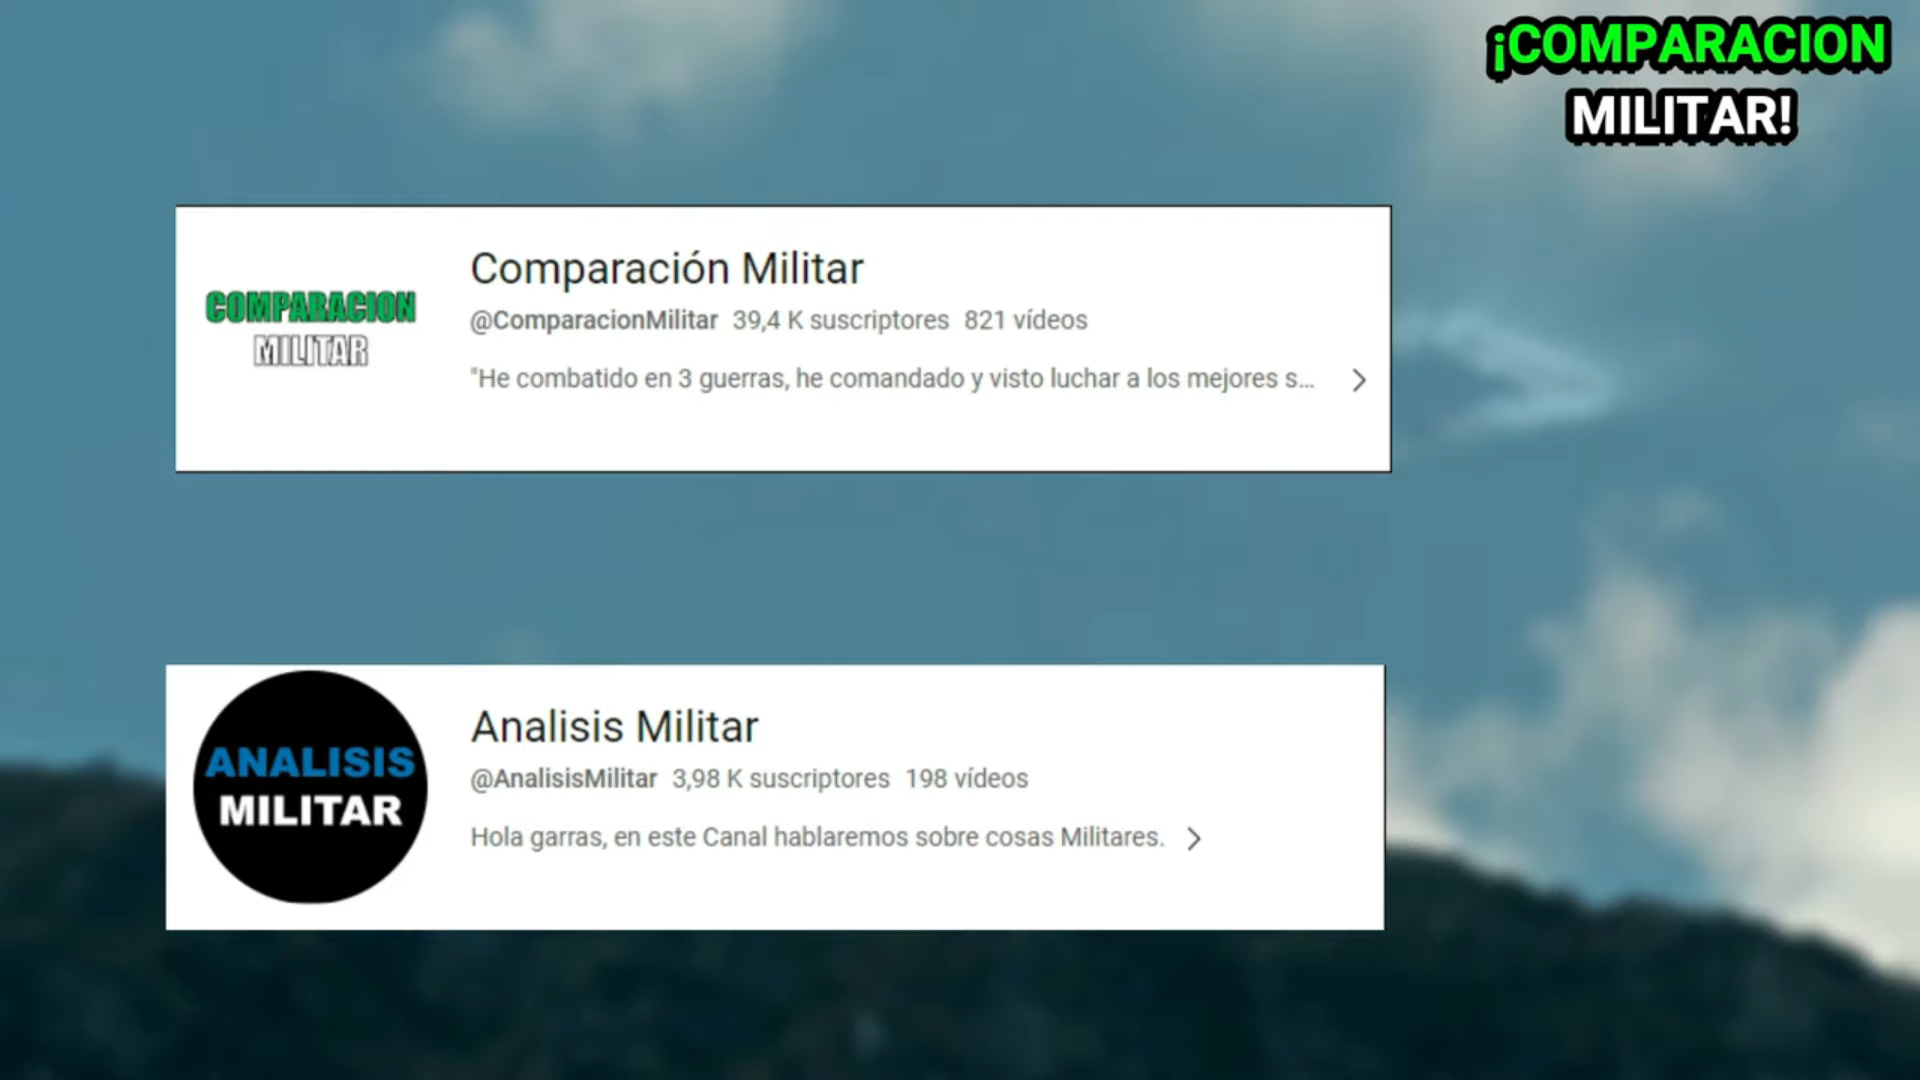 ¡COMPARACION
MILITAR!
COMPARACION
MILITAR
Comparación Militar
@ComparacionMilitar 39,4 K suscriptores 821 vídeos
"He combatido en 3 guerras, he comandado y visto luchar a los mejores s...
ANALISIS
MILITAR
Analisis Militar
@AnalisisMilitar 3,98 K suscriptores 198 vídeos
Hola garras, en este Canal hablaremos sobre cosas Militares.